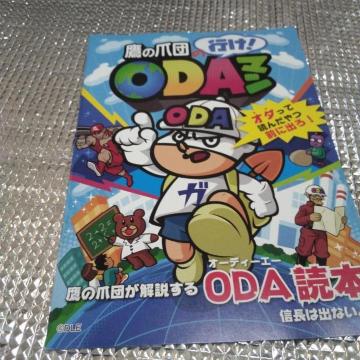 鷹の爪団の
行け!
ODAマン
ODA
オダって
読んだやつ
前に出ろ!
ガ
オーディーエー
鷹の爪団が解説するODA読本
信長は出ないよ
©DLE